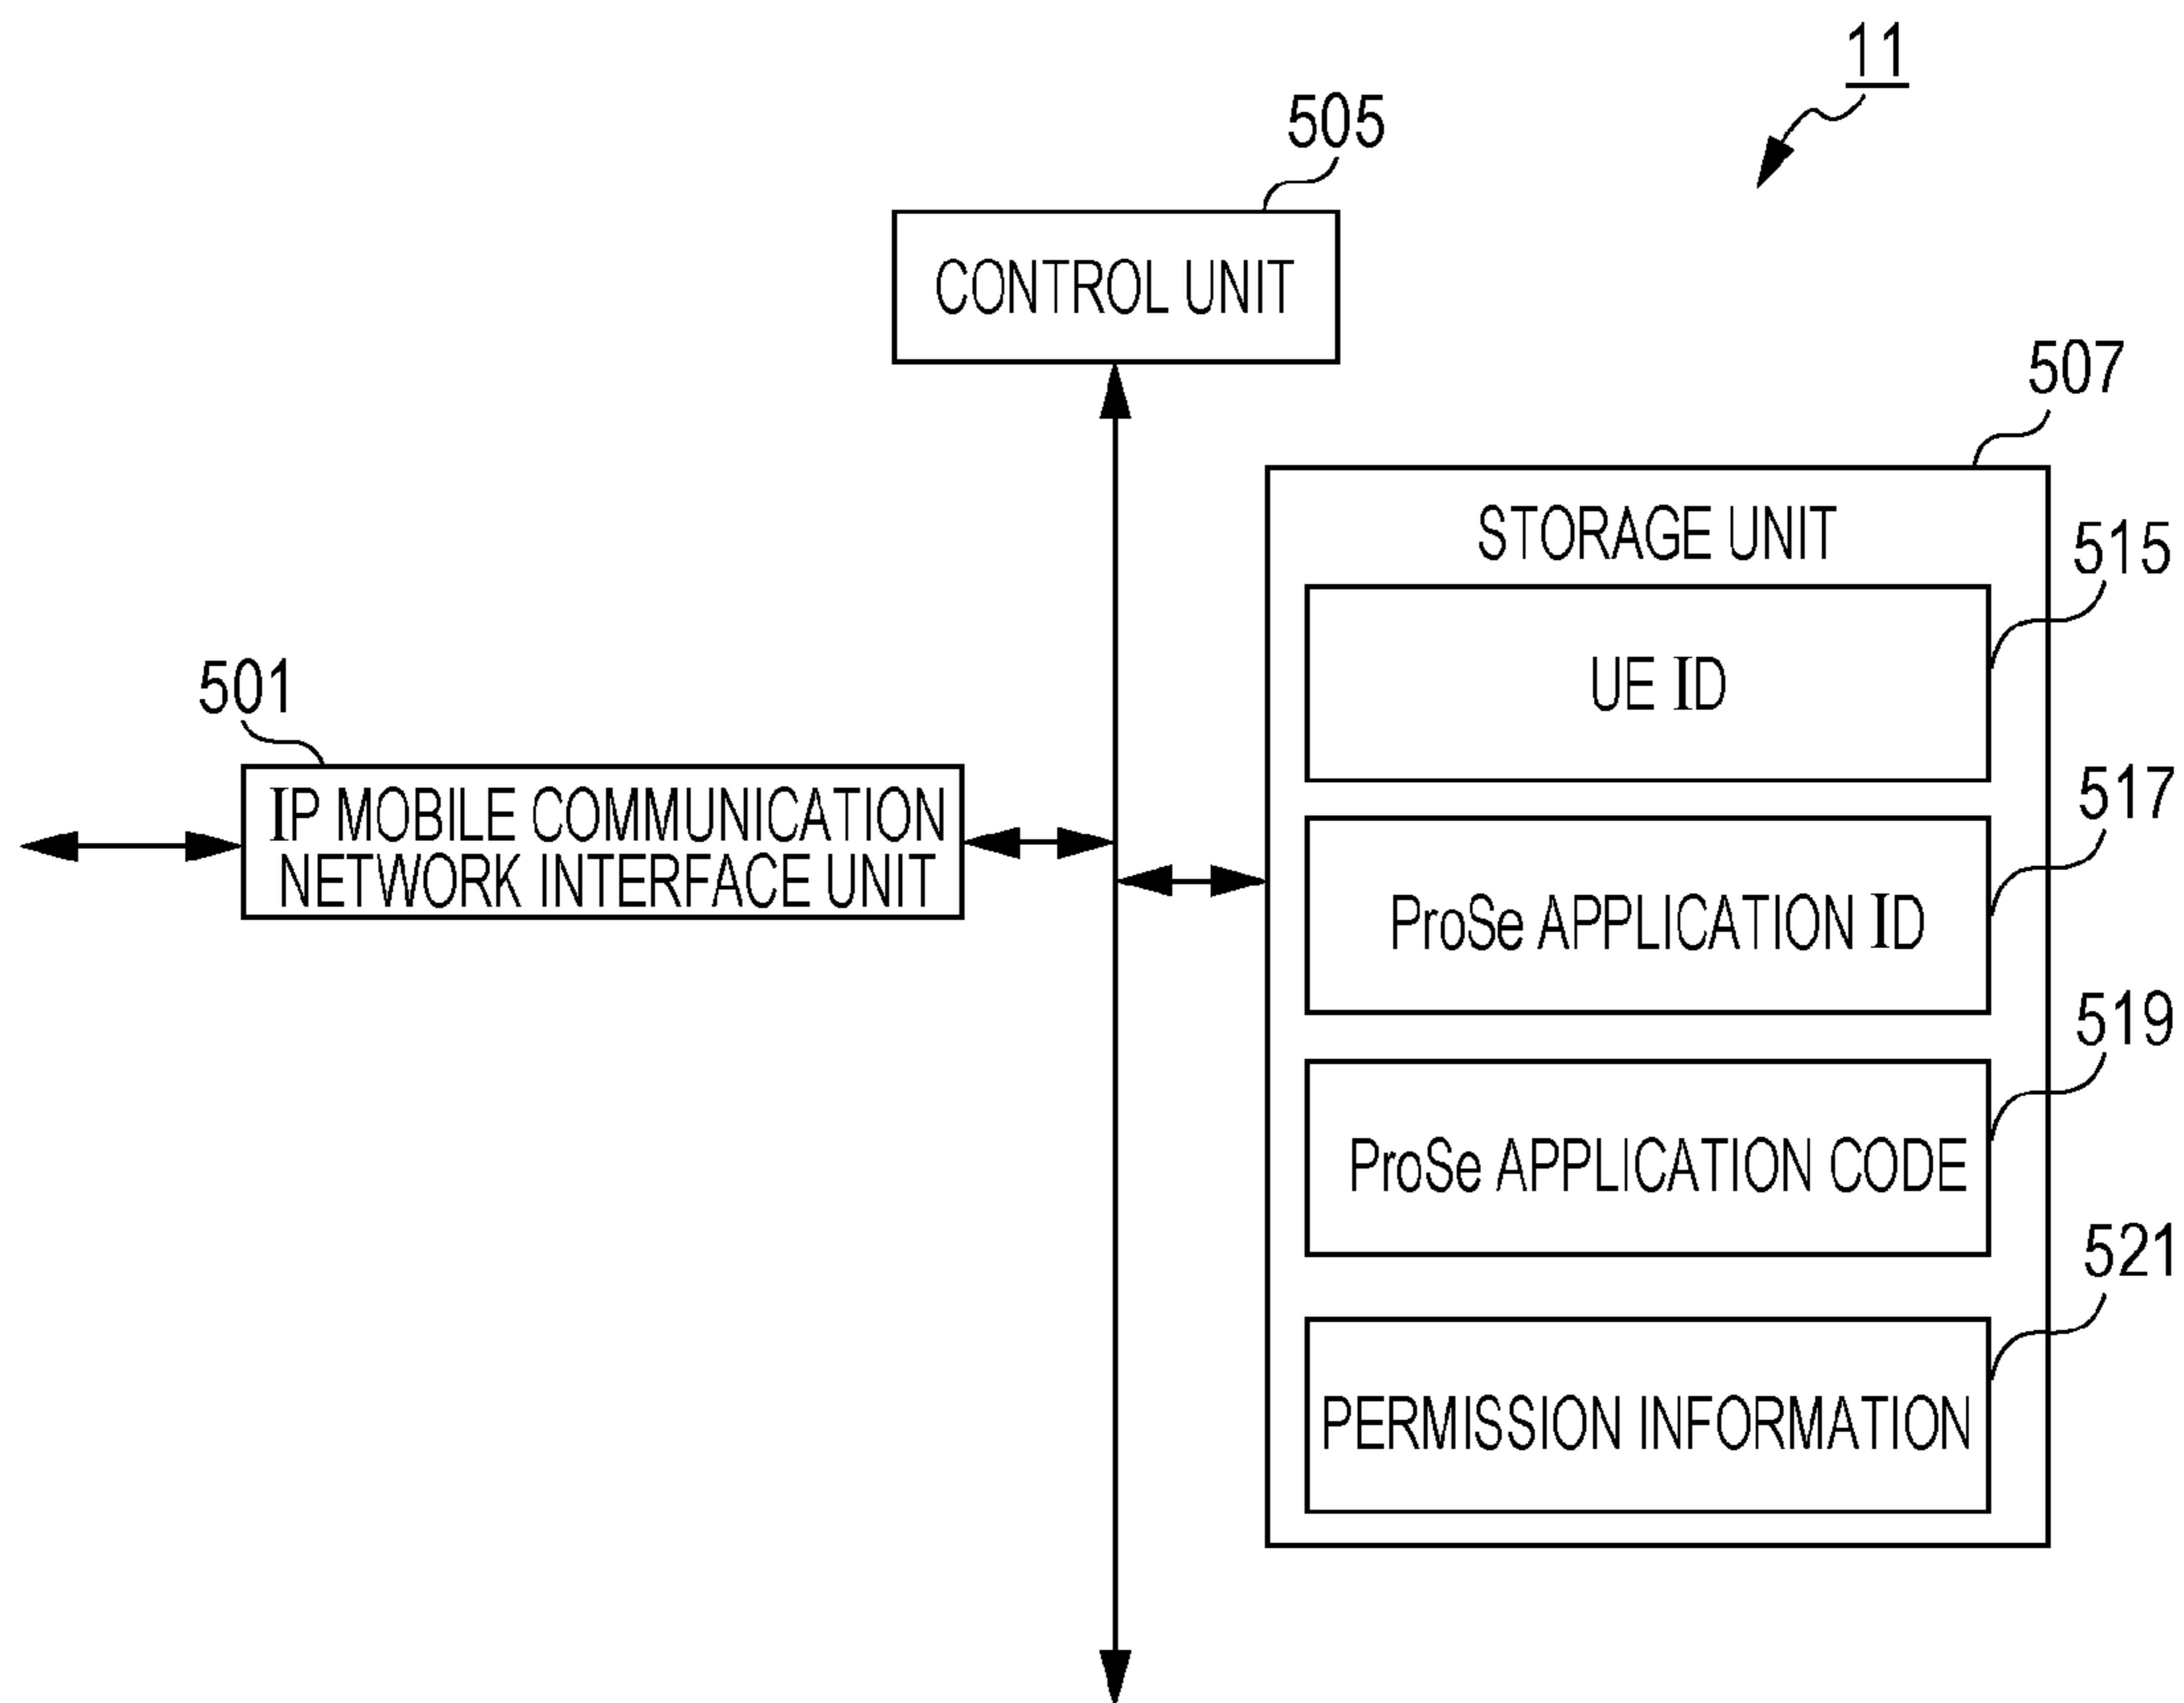 11
505
CONTROL UNIT
507
STORAGE UNIT
515
UE ID
501
IP MOBILE COMMUNICATION
NETWORK INTERFACE UNIT
517
ProSe APPLICATION ID
519
ProSe APPLICATION CODE
521
PERMISSION INFORMATION